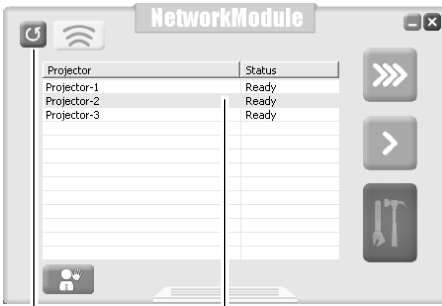 NetworkModule
Projector Status
Projector-1 Ready
Projector-2 Ready
Projector-3 Ready